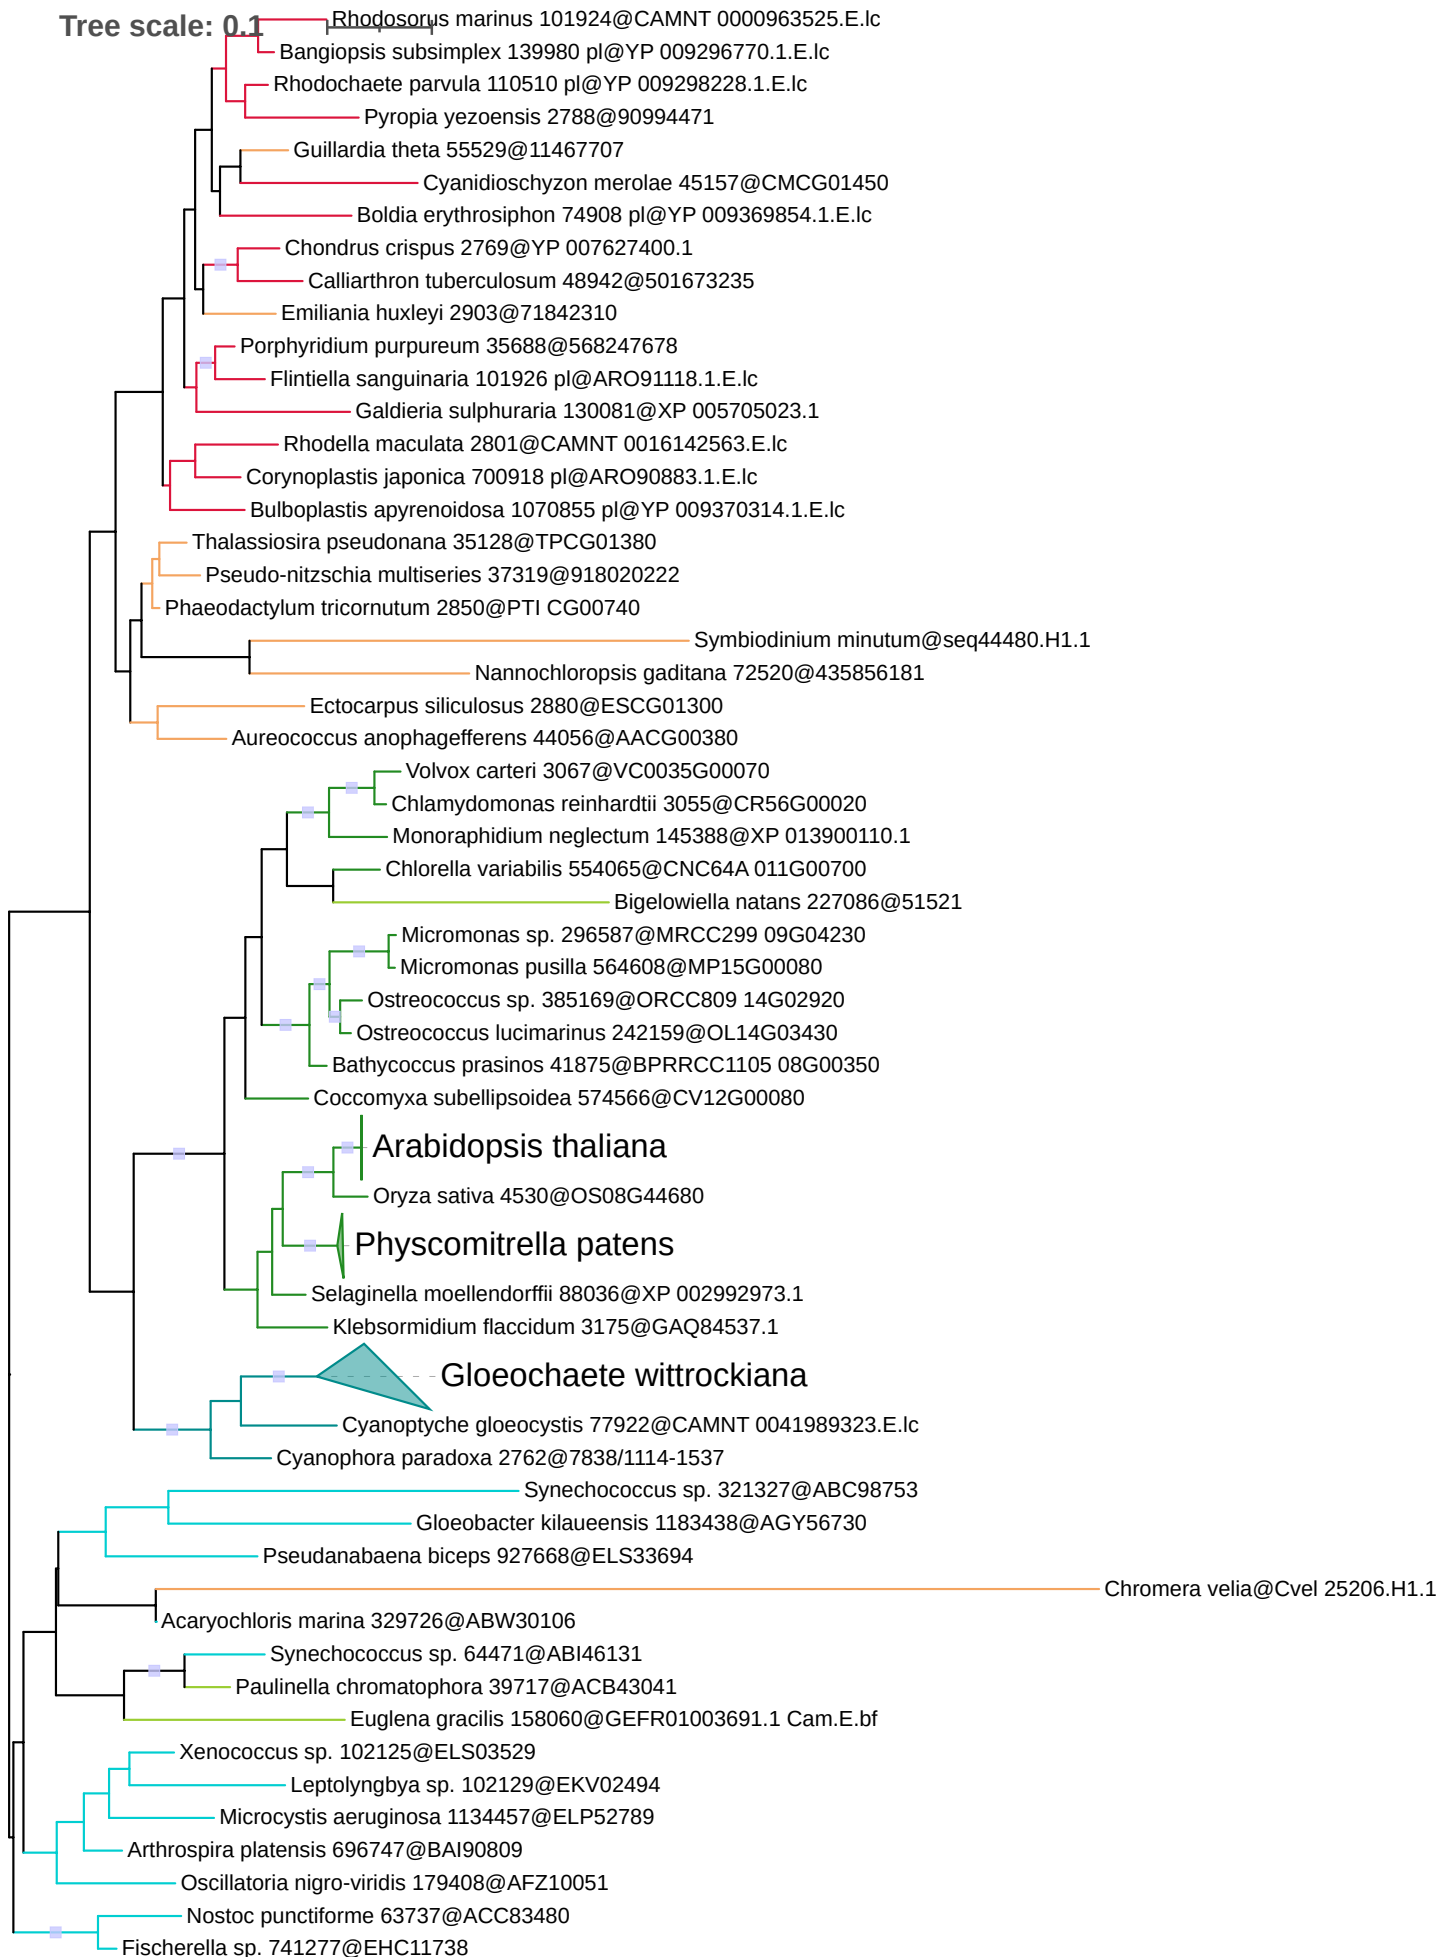 Tree scale: 0.1
Rhodosorus marinus 101924@CAMNT 0000963525.E.lc
Bangiopsis subsimplex 139980 pl@YP 009296770.1.E.lc
Rhodochaete parvula 110510 pl@YP 009298228.1.E.lc
Pyropia yezoensis 2788@90994471
Guillardia theta 55529@11467707
Cyanidioschyzon merolae 45157@CMCG01450
Boldia erythrosiphon 74908 pl@YP 009369854.1.E.lc
Chondrus crispus 2769@YP 007627400.1
Calliarthron tuberculosum 48942@501673235
Emiliania huxleyi 2903@71842310
Porphyridium purpureum 35688@568247678
Flintiella sanguinaria 101926 pl@ARO91118.1.E.lc
Galdieria sulphuraria 130081@XP 005705023.1
Rhodella maculata 2801@CAMNT 0016142563.E.lc
Corynoplastis japonica 700918 pl@ARO90883.1.E.lc
Bulboplastis apyrenoidosa 1070855 pl@YP 009370314.1.E.lc
Thalassiosira pseudonana 35128@TPCG01380
Pseudo-nitzschia multiseries 37319@918020222
Phaeodactylum tricornutum 2850@PTI CG00740
Symbiodinium minutum@seq44480.H1.1
Nannochloropsis gaditana 72520@435856181
Ectocarpus siliculosus 2880@ESCG01300
Aureococcus anophagefferens 44056@AACG00380
Volvox carteri 3067@VC0035G00070
Chlamydomonas reinhardtii 3055@CR56G00020
Monoraphidium neglectum 145388@XP 013900110.1
Chlorella variabilis 554065@CNC64A 011G00700
Bigelowiella natans 227086@51521
Micromonas sp. 296587@MRCC299 09G04230
Micromonas pusilla 564608@MP15G00080
Ostreococcus sp. 385169@ORCC809 14G02920
Ostreococcus lucimarinus 242159@OL14G03430
Bathycoccus prasinos 41875@BPRRCC1105 08G00350
Coccomyxa subellipsoidea 574566@CV12G00080
Arabidopsis thaliana
Oryza sativa 4530@OS08G44680
Physcomitrella patens
Selaginella moellendorffii 88036@XP 002992973.1
Klebsormidium flaccidum 3175@GAQ84537.1
Gloeochaete wittrockiana
Cyanoptyche gloeocystis 77922@CAMNT 0041989323.E.lc
Cyanophora paradoxa 2762@7838/1114-1537
Synechococcus sp. 321327@ABC98753
Gloeobacter kilaueensis 1183438@AGY56730
Pseudanabaena biceps 927668@ELS33694
Chromera velia@Cvel 25206.H1.1
Acaryochloris marina 329726@ABW30106
Synechococcus sp. 64471@ABI46131
Paulinella chromatophora 39717@ACB43041
Euglena gracilis 158060@GEFR01003691.1 Cam.E.bf
Xenococcus sp. 102125@ELS03529
Leptolyngbya sp. 102129@EKV02494
Microcystis aeruginosa 1134457@ELP52789
Arthrospira platensis 696747@BAI90809
Oscillatoria nigro-viridis 179408@AFZ10051
Nostoc punctiforme 63737@ACC83480
Fischerella sp. 741277@EHC11738